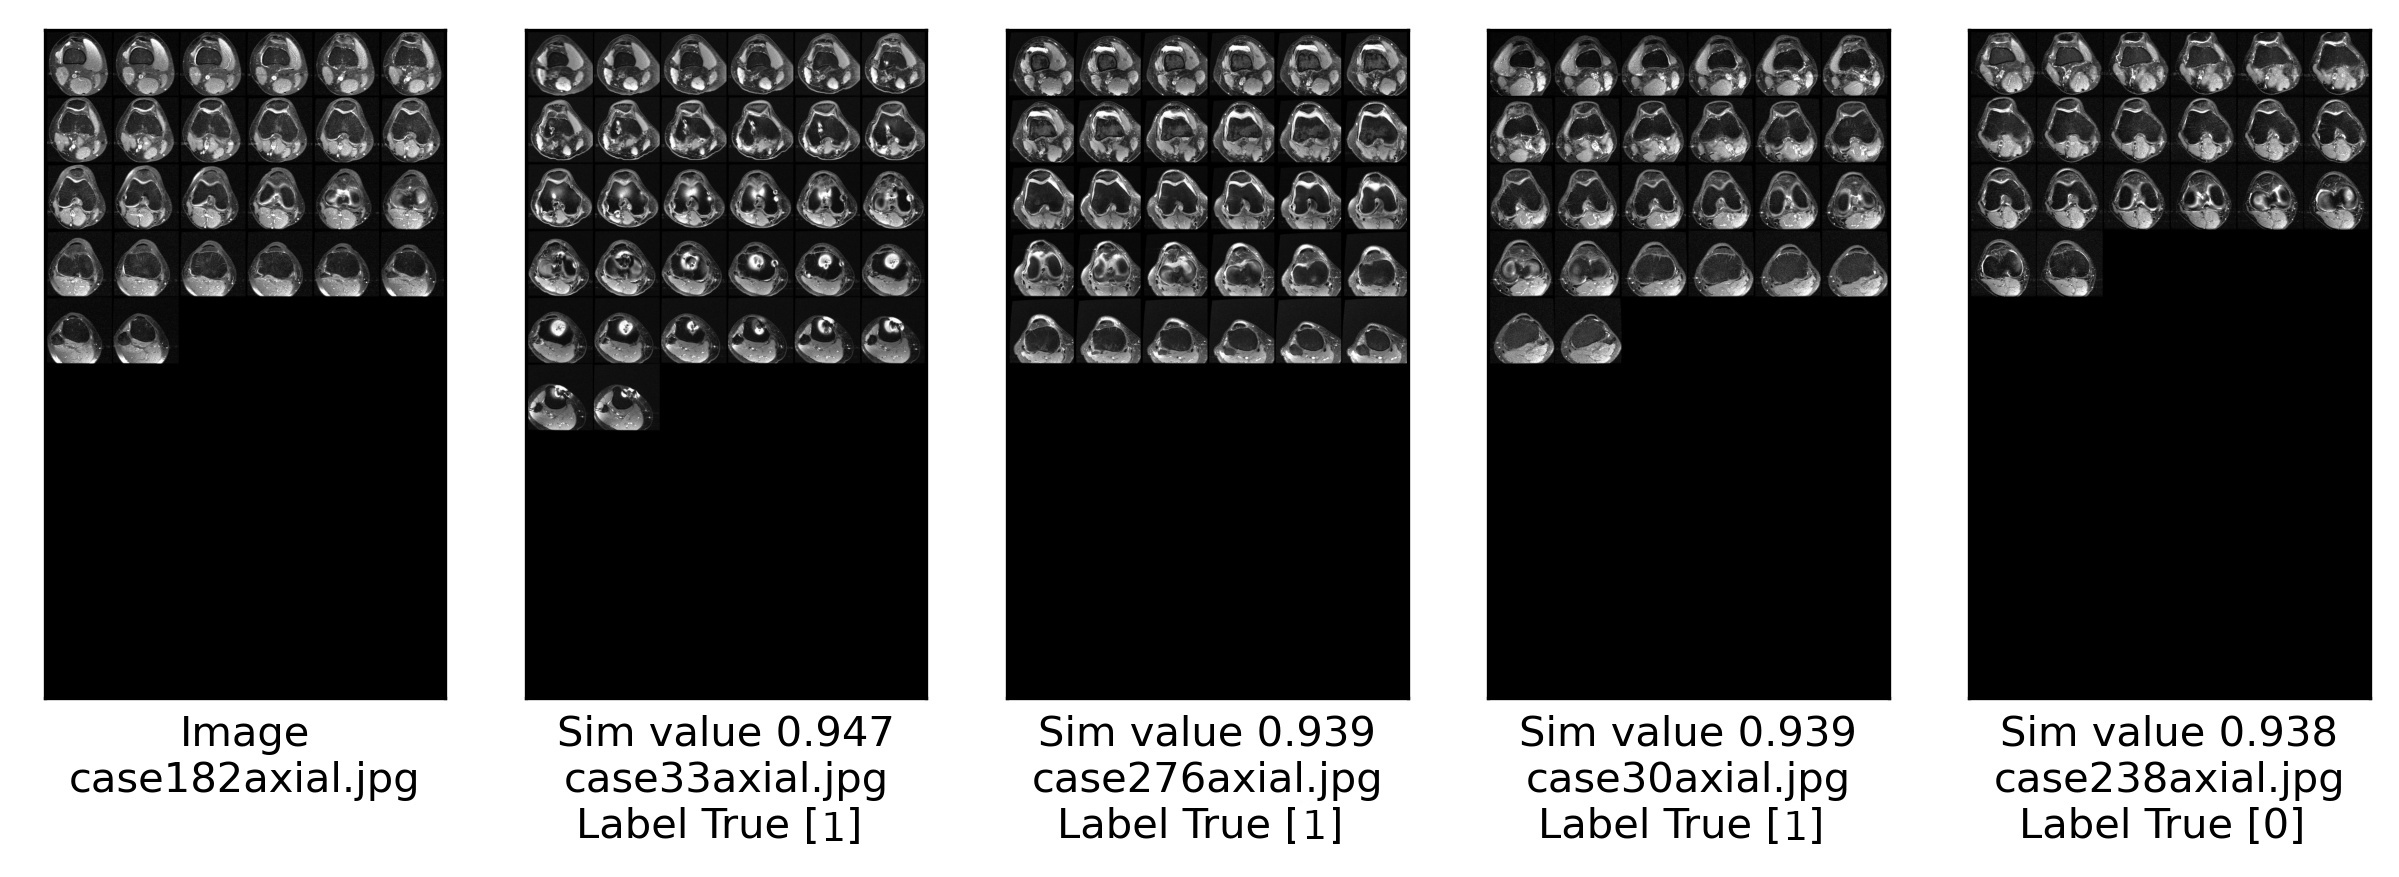 Image
case182axial.jpg
Sim value 0.947
case33axial.jpg
Label True [1]
Sim value 0.939
case276axial.jpg
Label True [1]
Sim value 0.939
case30axial.jpg
Label True [1]
Sim value 0.938
case238axial.jpg
Label True [0]